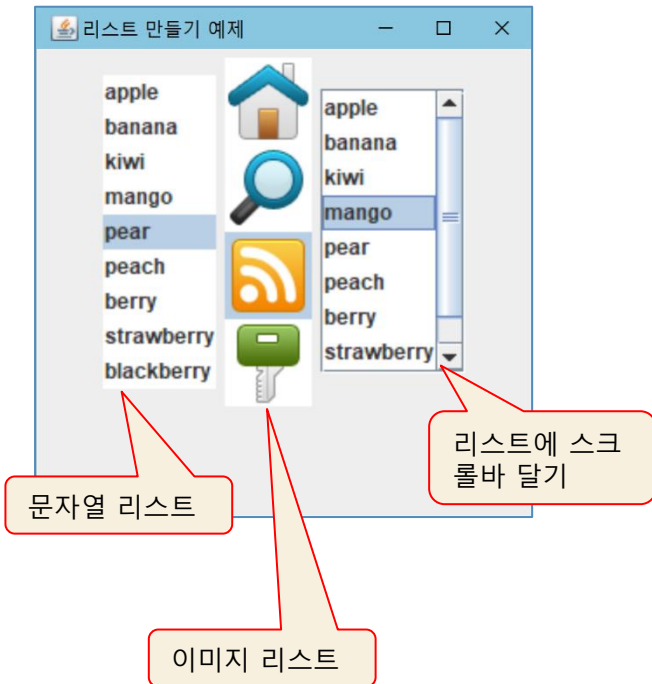 리스트 만들기 예제
apple
banana
kiwi
mango
pear
peach
berry
strawberry
blackberry
apple
banana
kiwi
mango
pear
peach
berry
strawberry
리스트에 스크
롤바 달기
문자열 리스트
이미지 리스트